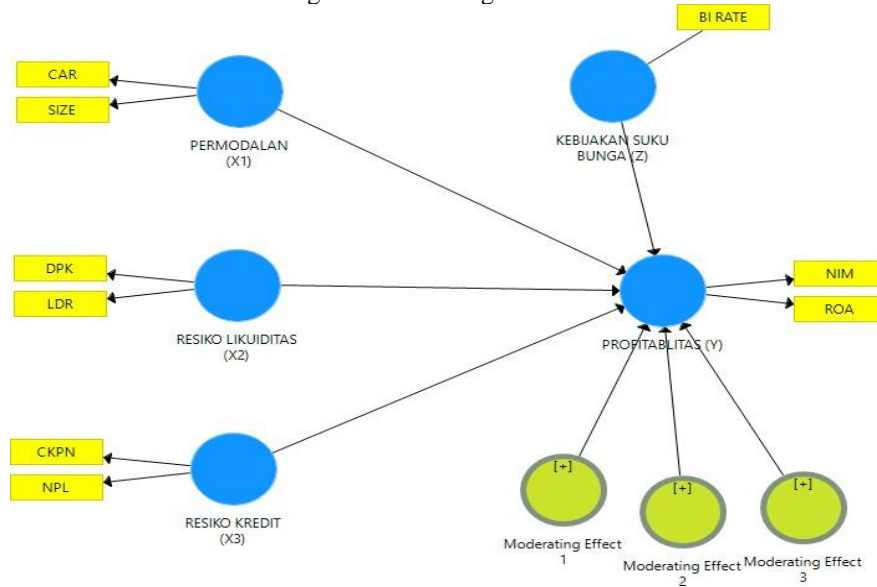 BI RATE
CAR
SIZE
PERMODALAN
(X1)
KEBIJAKAN SUKU
BUNGA (Z)
DPK
LDR
RESIKO LIKUIDITAS
(X2)
NIM
ROA
PROFITABLITAS (Y)
CKPN
NPL
RESIKO KREDIT
(X3)
[+]
Moderating Effect
1
[+]
Moderating Effect
2
[+]
Moderating Effect
3